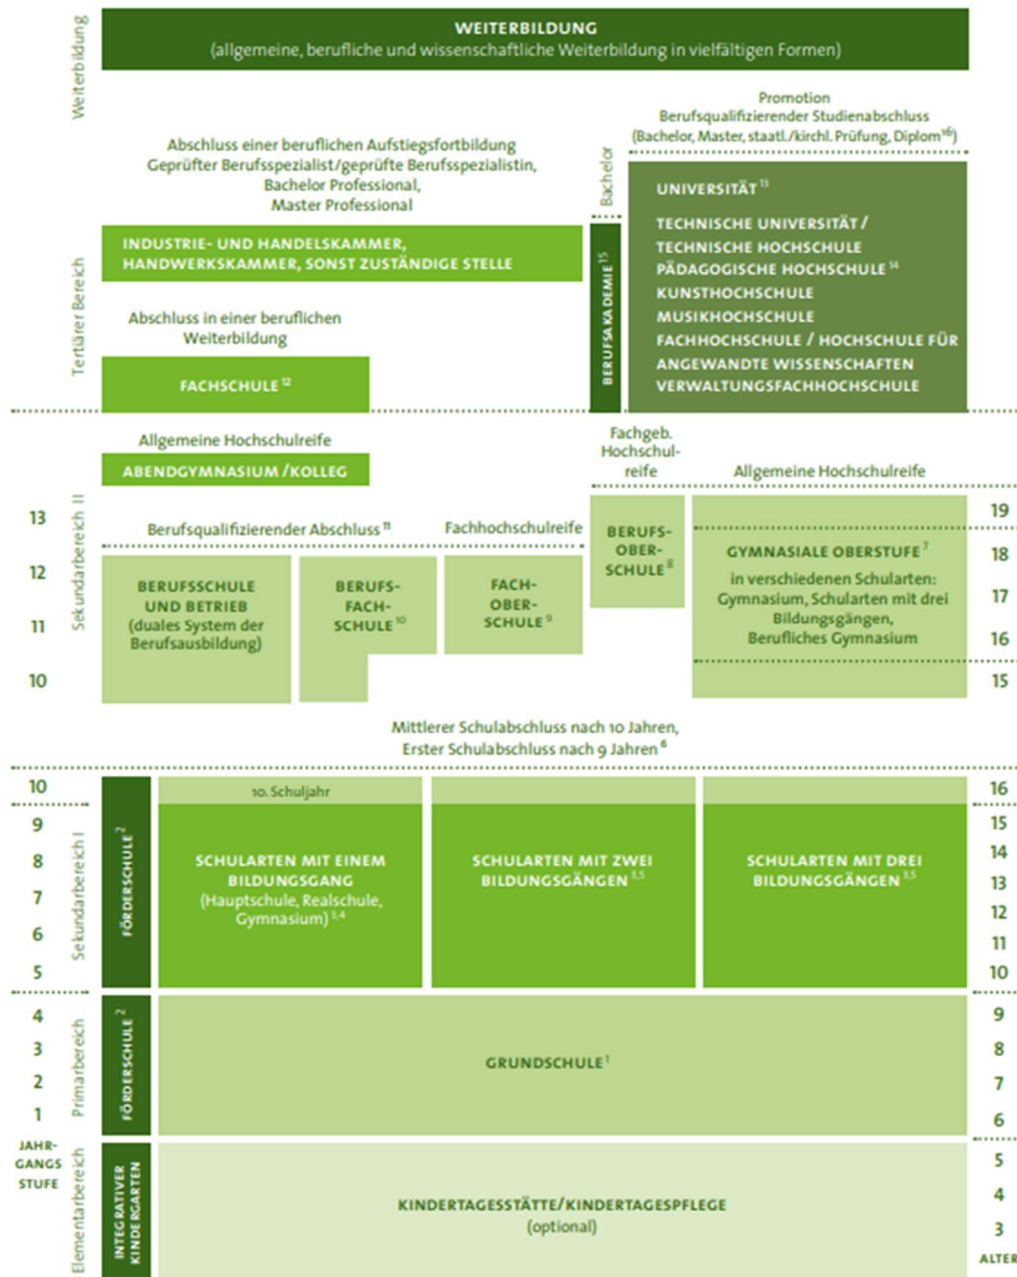 Weiterbildung
WEITERBILDUNG
(allgemeine, berufliche und wissenschaftliche Weiterbildung in vielfältigen Formen)
Tertiärer Bereich
Abschluss einer beruflichen Aufstiegsfortbildung
Geprüfter Berufsspezialist/geprüfte Berufsspezialistin,
Bachelor Professional,
Master Professional
INDUSTRIE- UND HANDELSKAMMER,
HANDWERKSKAMMER, SONST ZUSTÄNDIGE STELLE
Abschluss in einer beruflichen
Weiterbildung
FACHSCHULE 12
Bachelor
BERUFSAKADEMIE 15
Promotion
Berufsqualifizierender Studienabschluss
(Bachelor, Master, staatl./kirchl. Prüfung, Diplom16)
UNIVERSITÄT 13
TECHNISCHE UNIVERSITÄT /
TECHNISCHE HOCHSCHULE
PÄDAGOGISCHE HOCHSCHULE 14
KUNSTHOCHSCHULE
MUSIKHOCHSCHULE
FACHHOCHSCHULE / HOCHSCHULE FÜR
ANGEWANDTE WISSENSCHAFTEN
VERWALTUNGSFACHHOCHSCHULE
Sekundarbereich II
13
12
11
10
Allgemeine Hochschulreife
ABENDGYMNASIUM /KOLLEG
Berufsqualifizierender Abschluss 11
BERUFSSCHULE
UND BETRIEB
(duales System der
Berufsausbildung)
BERUFS-
FACH-
SCHULE 10
Fachhochschulreife
FACH-
OBER-
SCHULE 9
Fachgeb.
Hochschul-
reife
BERUFS-
OBER-
SCHULE 8
Allgemeine Hochschulreife
GYMNASIALE OBERSTUFE 7
in verschiedenen Schularten:
Gymnasium, Schularten mit drei
Bildungsgängen,
Berufliches Gymnasium
19
18
17
16
15
Mittlerer Schulabschluss nach 10 Jahren,
Erster Schulabschluss nach 9 Jahren 6
10
9
8
7
6
5
Sekundarbereich I
FÖRDERSCHULE 2
10. Schuljahr
SCHULARTEN MIT EINEM
BILDUNGSGANG
(Hauptschule, Realschule,
Gymnasium) 3,4
SCHULARTEN MIT ZWEI
BILDUNGSGÄNGEN 3,5
SCHULARTEN MIT DREI
BILDUNGSGÄNGEN 3,5
16
15
14
13
12
11
10
4
3
2
1
Primarbereich
FÖRDERSCHULE 2
GRUNDSCHULE 1
9
8
7
6
JAHR-
GANGS
STUFE
Elementarbereich
INTEGRATIVER
KINDERGARTEN
KINDERTAGESSTÄTTE/KINDERTAGESPFLEGE
(optional)
5
4
3
ALTER